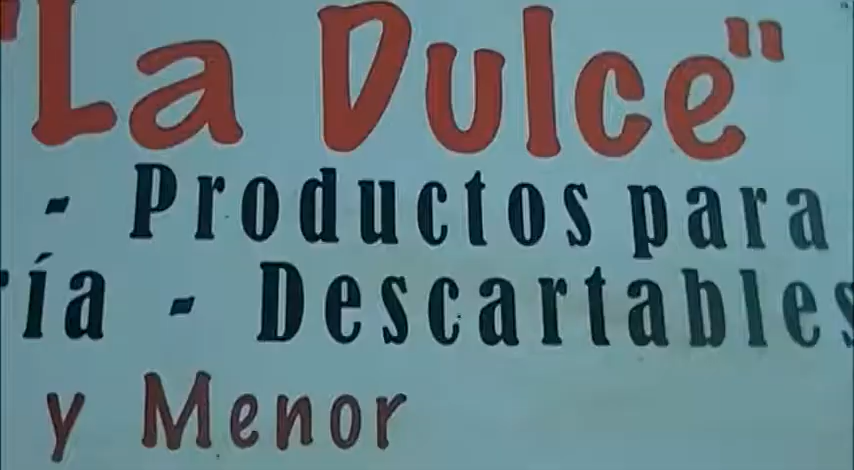 "La Dulce"
- Productos para
ría - Descartables
y Menor